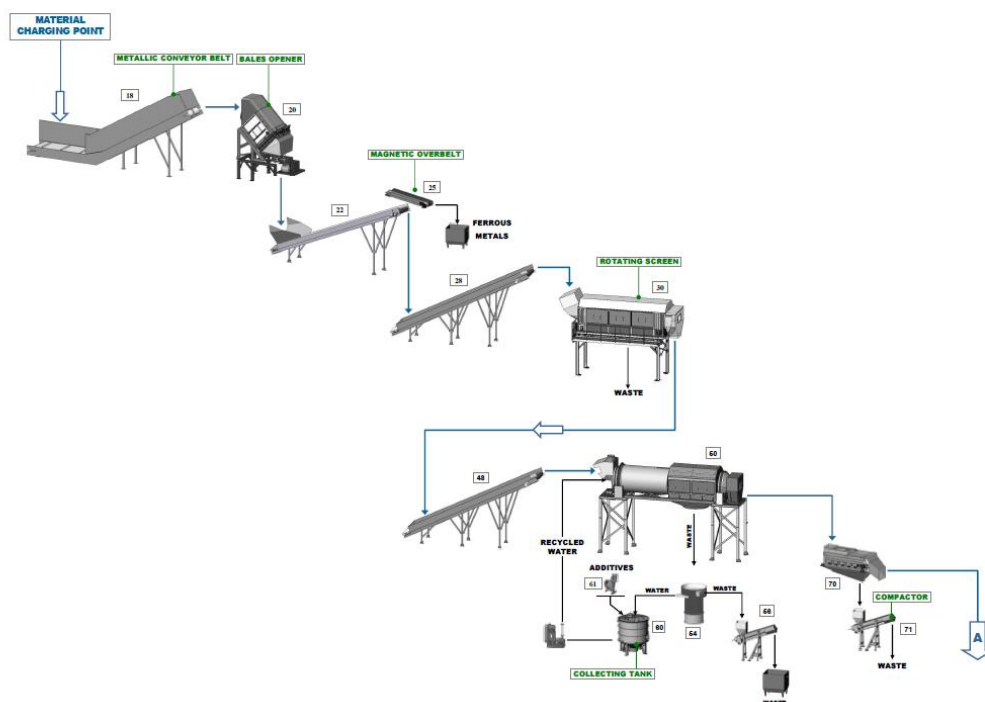 MATERIAL
CHARGING POINT
METALLIC CONVEYOR BELT
BALES OPENER
18
20
MAGNETIC OVERBELT
25
22
FERROUS
METALS
ROTATING SCREEN
28
30
WASTE
48
50
RECYCLED
WATER
WASTE
ADDITIVES
61
WATER
WASTE
70
COMPACTOR
60
54
58
71
A
WASTE
COLLECTING TANK